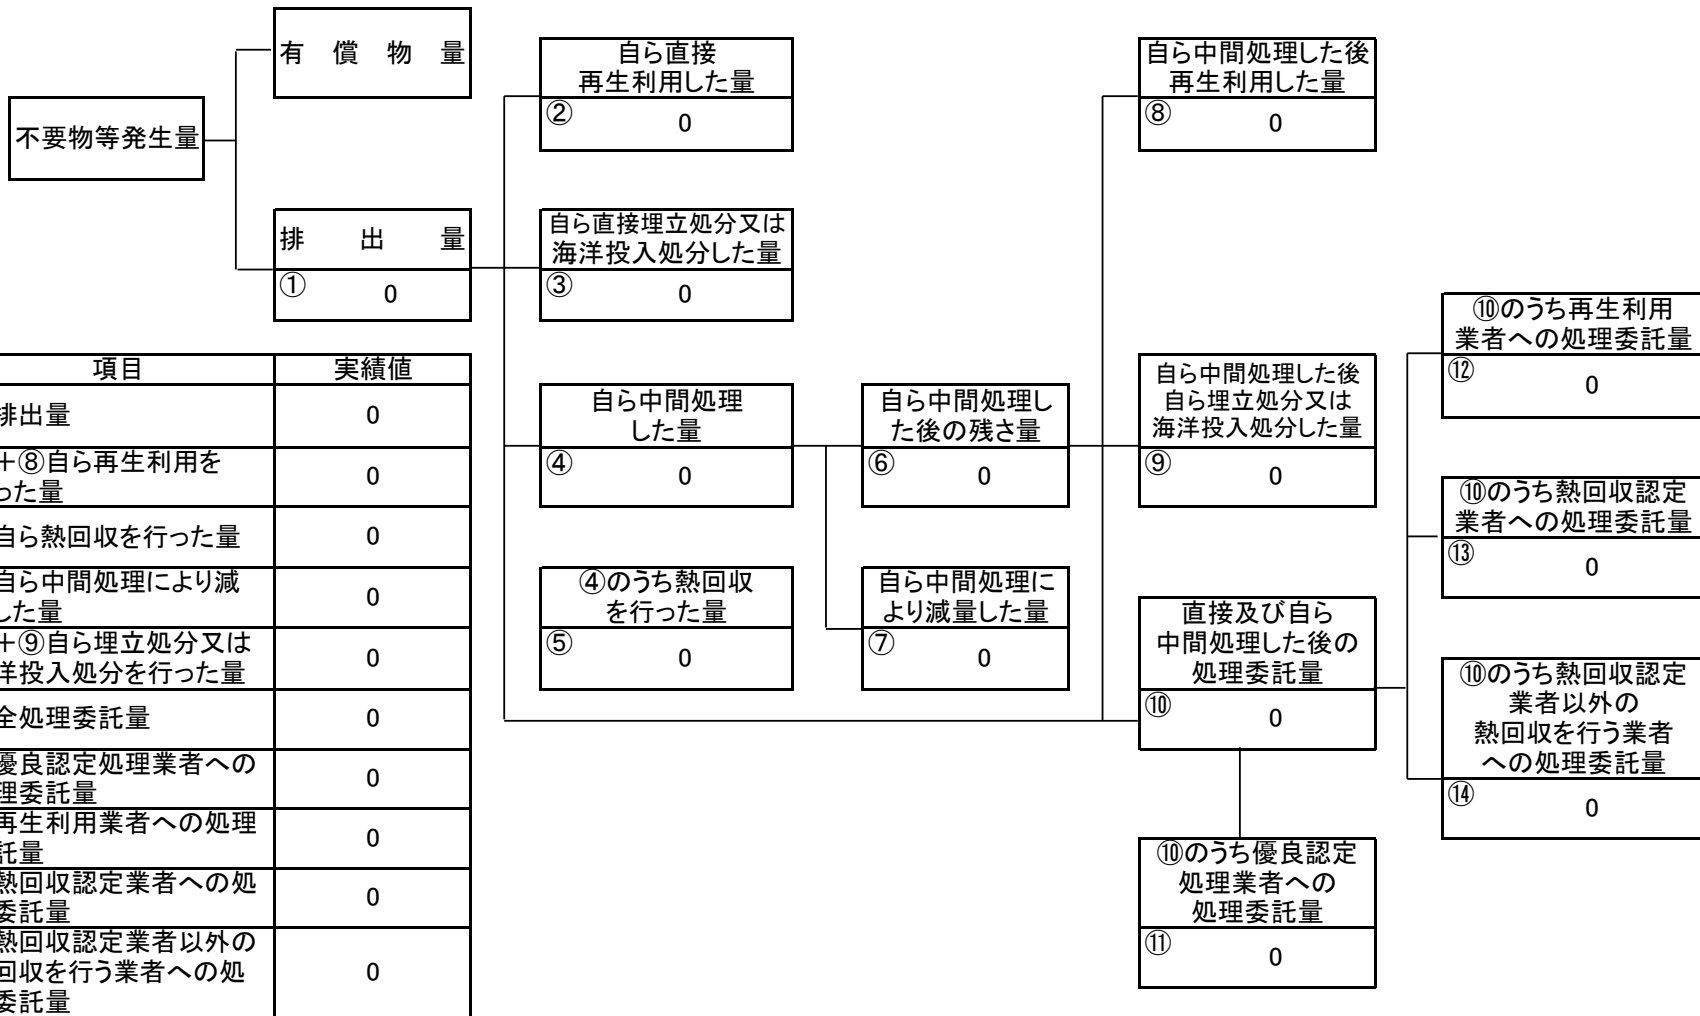 有償物量
不要物等発生量
排出量
①
0
自ら直接
再生利用した量
②
0
自ら直接埋立処分又は
海洋投入処分した量
③
0
自ら中間処理
した量
④
0
④のうち熱回収
を行った量
⑤
0
自ら中間処理し
た後の残さ量
⑥
0
自ら中間処理に
より減量した量
⑦
0
自ら中間処理した後
再生利用した量
⑧
0
自ら中間処理した後
自ら埋立処分又は
海洋投入処分した量
⑨
0
直接及び自ら
中間処理した後の
処理委託量
⑩
0
⑩のうち優良認定
処理業者への
処理委託量
⑪
0
⑩のうち再生利用
業者への処理委託量
⑫
0
⑩のうち熱回収認定
業者への処理委託量
⑬
0
⑩のうち熱回収認定
業者以外の
熱回収を行う業者
への処理委託量
⑭
0
項目 実績値
排出量 0
+⑧自ら再生利用を
った量
0
自ら熱回収を行った量 0
自ら中間処理により減
した量
0
+⑨自ら埋立処分又は
洋投入処分を行った量
0
全処理委託量 0
優良認定処理業者への
理委託量
0
再生利用業者への処理
託量
0
熱回収認定業者への処
委託量
0
熱回収認定業者以外の
回収を行う業者への処
委託量
0